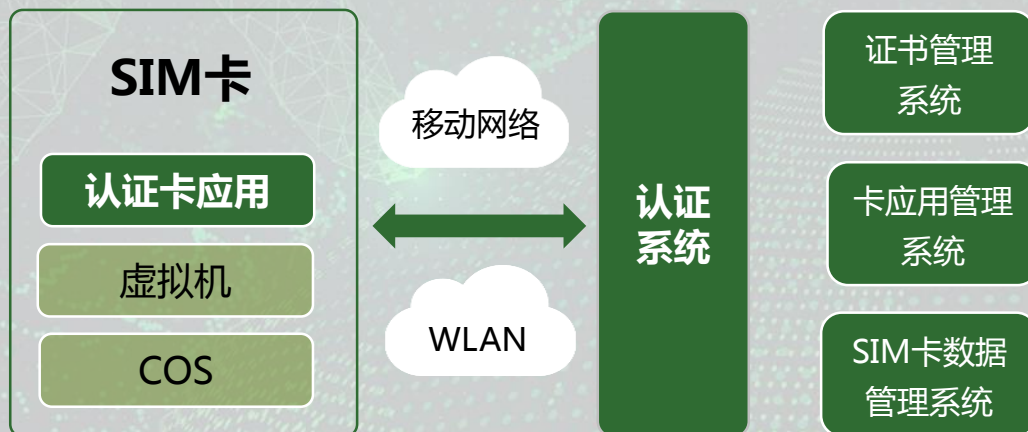 SIM卡
认证卡应用
虚拟机
COS
移动网络
WLAN
认证
系统
证书管理
系统
卡应用管理
系统
SIM卡数据
管理系统